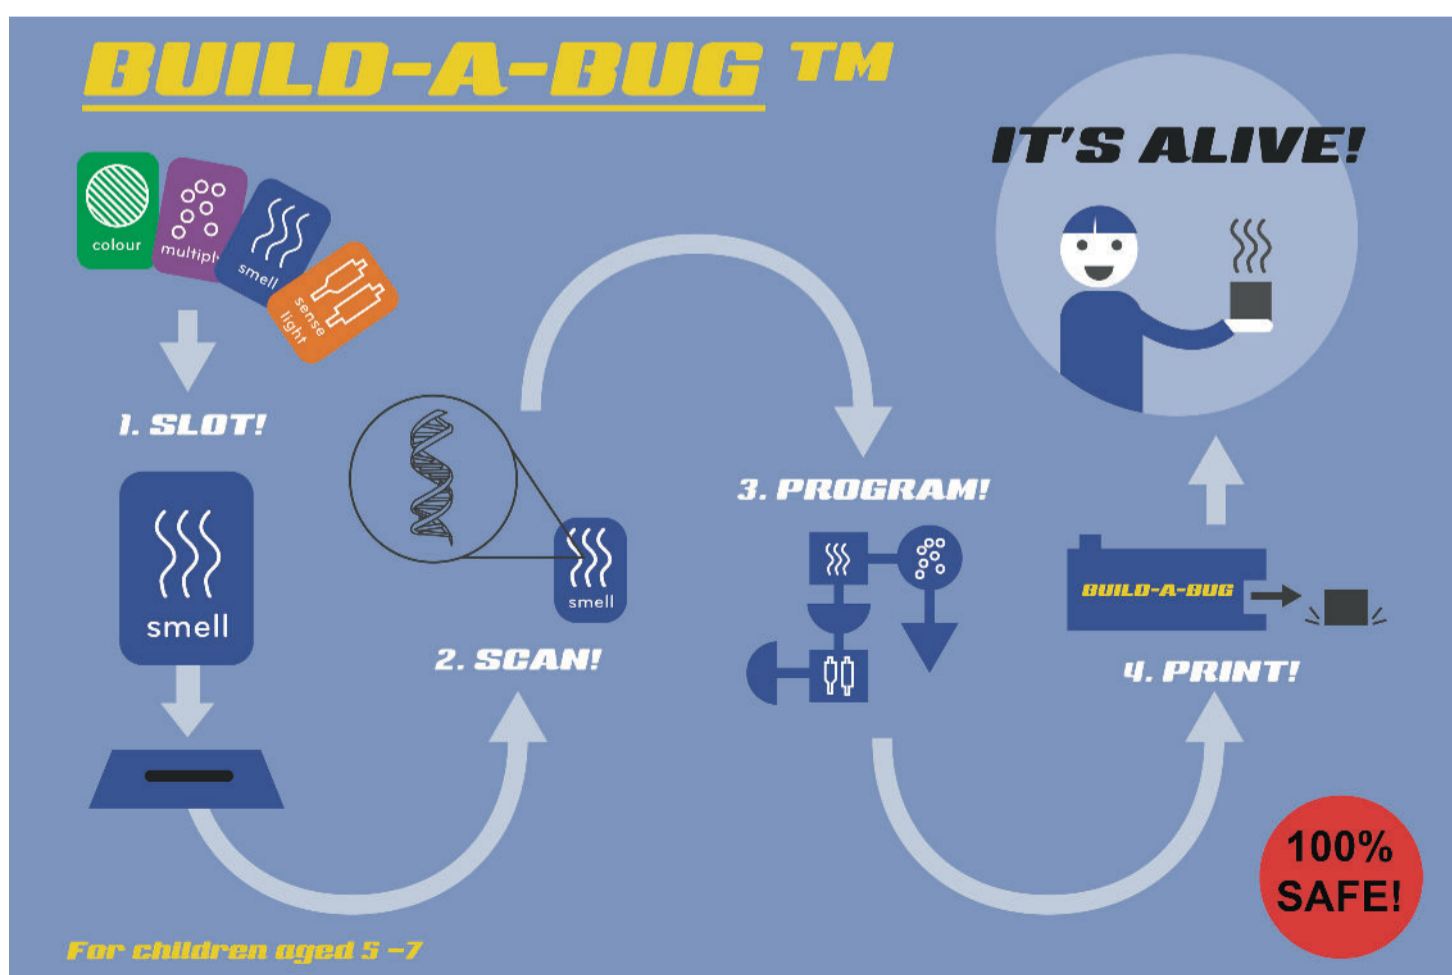 BUILD-A-BUG TM
IT'S ALIVE!
colour
multiply
smell
sense
light
1. SLOT!
smell
2. SCAN!
smell
3. PROGRAM!
BUILD-A-BUG
4. PRINT!
100%
SAFE!
For children aged 5 – 7